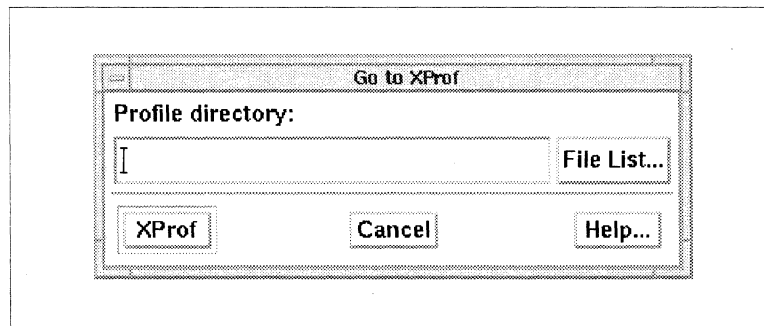 Go to XProf
Profile directory:
File List...
XProf
Cancel
Help...